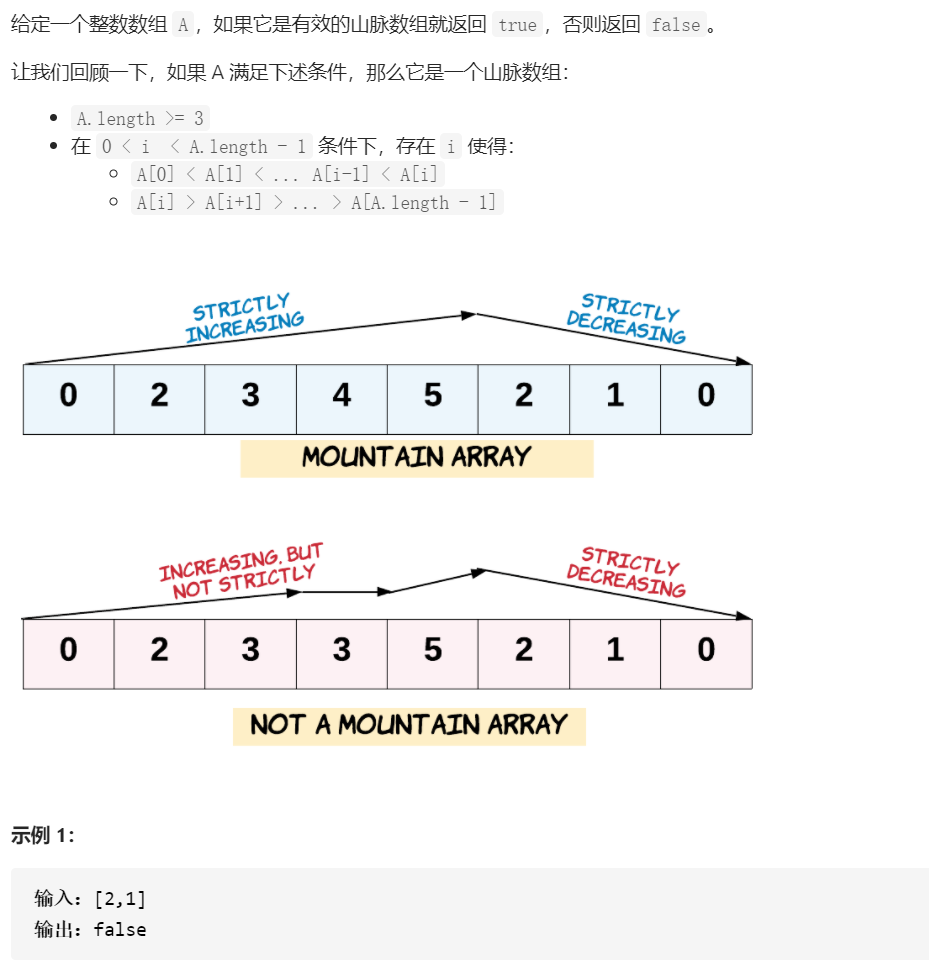 给定一个整数数组 A，如果它是有效的山脉数组就返回 true，否则返回 false。
让我们回顾一下，如果 A 满足下述条件，那么它是一个山脉数组：
A.length >= 3
在 0 < i < A.length - 1 条件下，存在 i 使得：
A[0] < A[1] < ... A[i-1] < A[i]
A[i] > A[i+1] > ... > A[A.length - 1]
STRICTLY
INCREASING
STRICTLY
DECREASING
0 2 3 4 5 2 1 0
MOUNTAIN ARRAY
INCREASING, BUT
NOT STRICTLY
STRICTLY
DECREASING
0 2 3 3 5 2 1 0
NOT A MOUNTAIN ARRAY
示例 1：
输入：[2,1]
输出：false